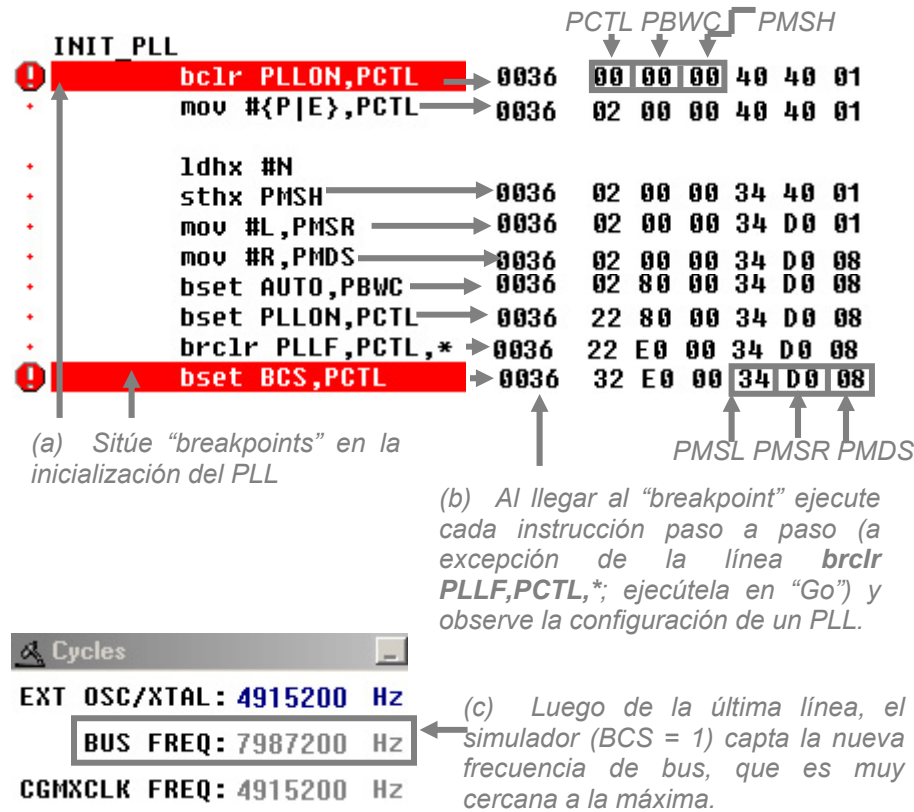 PCTL PBWC PMSH
INIT_PLL
bclr PLLON,PCTL 0036 00 00 00 40 40 01
mov #{P|E},PCTL 0036 02 00 00 40 40 01
ldhx #N
sthx PMSH 0036 02 00 00 34 40 01
mov #L,PMSR 0036 02 00 00 34 D0 01
mov #R,PMDS 0036 02 00 00 34 D0 08
bset AUTO,PBWC 0036 02 80 00 34 D0 08
bset PLLON,PCTL 0036 22 80 00 34 D0 08
brclr PLLF,PCTL,* 0036 22 E0 00 34 D0 08
bset BCS,PCTL 0036 32 E0 00 34 D0 08
(a) Sitúe “breakpoints” en la
inicialización del PLL
PMSL PMSR PMDS
(b) Al llegar al “breakpoint” ejecute
cada instrucción paso a paso (a
excepción de la línea brclr
PLLF,PCTL,*; ejecútela en “Go”) y
observe la configuración de un PLL.
Cycles
EXT OSC/XTAL: 4915200 Hz
BUS FREQ: 7987200 Hz
CGMXCLK FREQ: 4915200 Hz
(c) Luego de la última línea, el
simulador (BCS = 1) capta la nueva
frecuencia de bus, que es muy
cercana a la máxima.